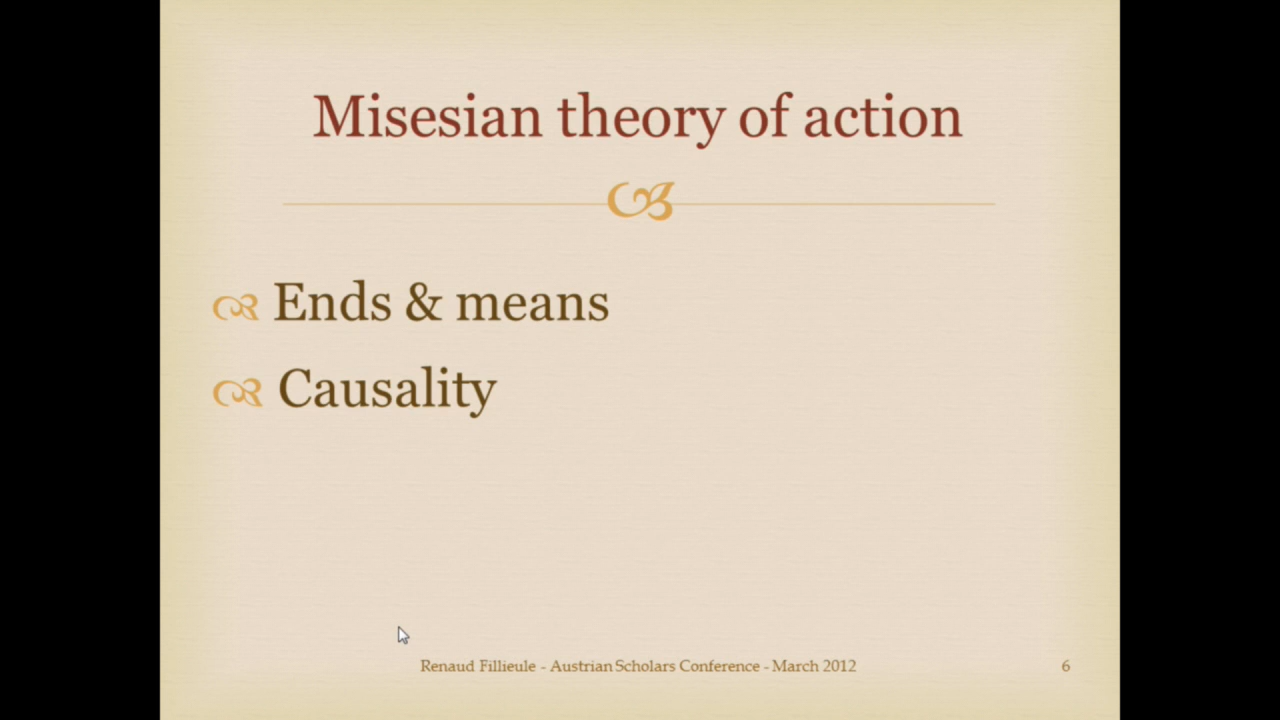 Misesian theory of action
Ends & means
Causality
Renaud Fillieule - Austrian Scholars Conference - March 2012
6